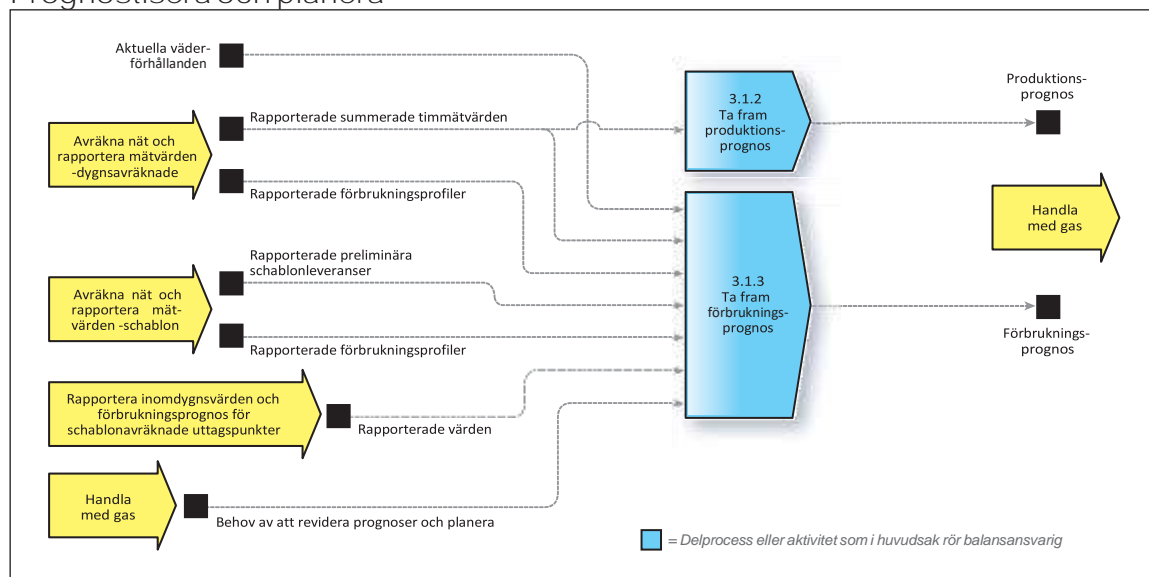 Prognostisera och planera
Aktuella väder-
förhållanden
Avräkna nät och
rapportera mätvärden
-dygnsavräknade
Rapporterade summerade timmätvärden
Rapporterade förbrukningsprofiler
3.1.2
Ta fram
produktions-
prognos
Produktions-
prognos
Handla
med gas
Avräkna nät och
rapportera mät-
värden -schablon
Rapporterade preliminära
schablonleveranser
Rapporterade förbrukningsprofiler
3.1.3
Ta fram
förbruknings-
prognos
Förbruknings-
prognos
Rapportera inomdygnsvärden och
förbrukningsprognos för
schablonavräknade uttagspunkter
Rapporterade värden
Handla
med gas
Behov av att revidera prognoser och planera
= Delprocess eller aktivitet som i huvudsak rör balansansvarig